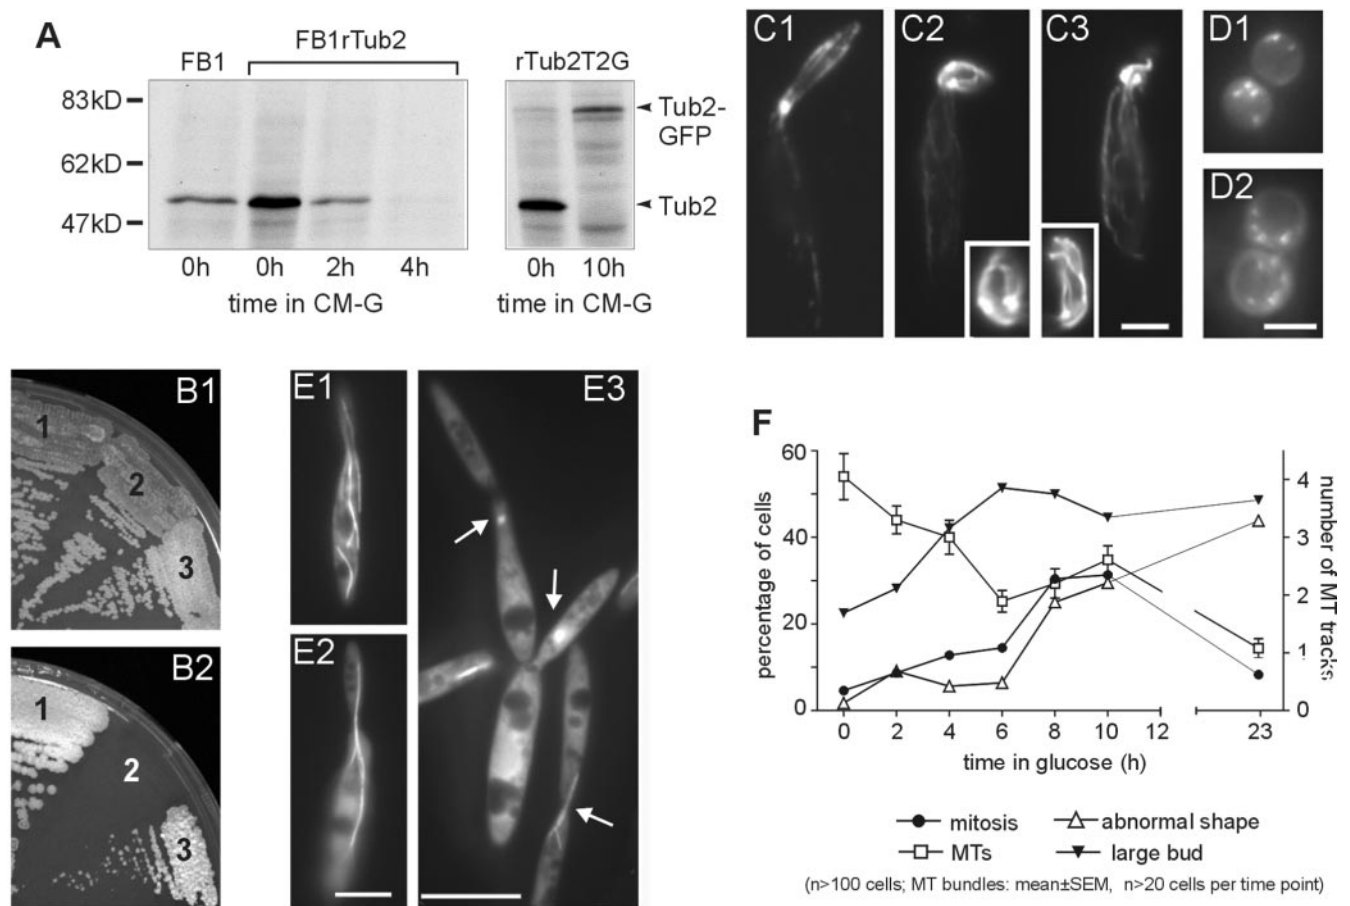 A
FB1rTub2
FB1
rTub2T2G
83kD
62kD
47kD
Tub2-
GFP
Tub2
0h 0h 2h 4h
0h 10h
time in CM-G
time in CM-G
C1 C2 C3
D1
D2
B1
1
2
3
B2
1
2
3
E1
E2
E3
F
percentage of cells
60
40
20
0
number of MT tracks
4
3
2
1
0
0 2 4 6 8 10 12 23
time in glucose (h)
mitosis
abnormal shape
MTs
large bud
(n>100 cells; MT bundles: mean±SEM, n>20 cells per time point)